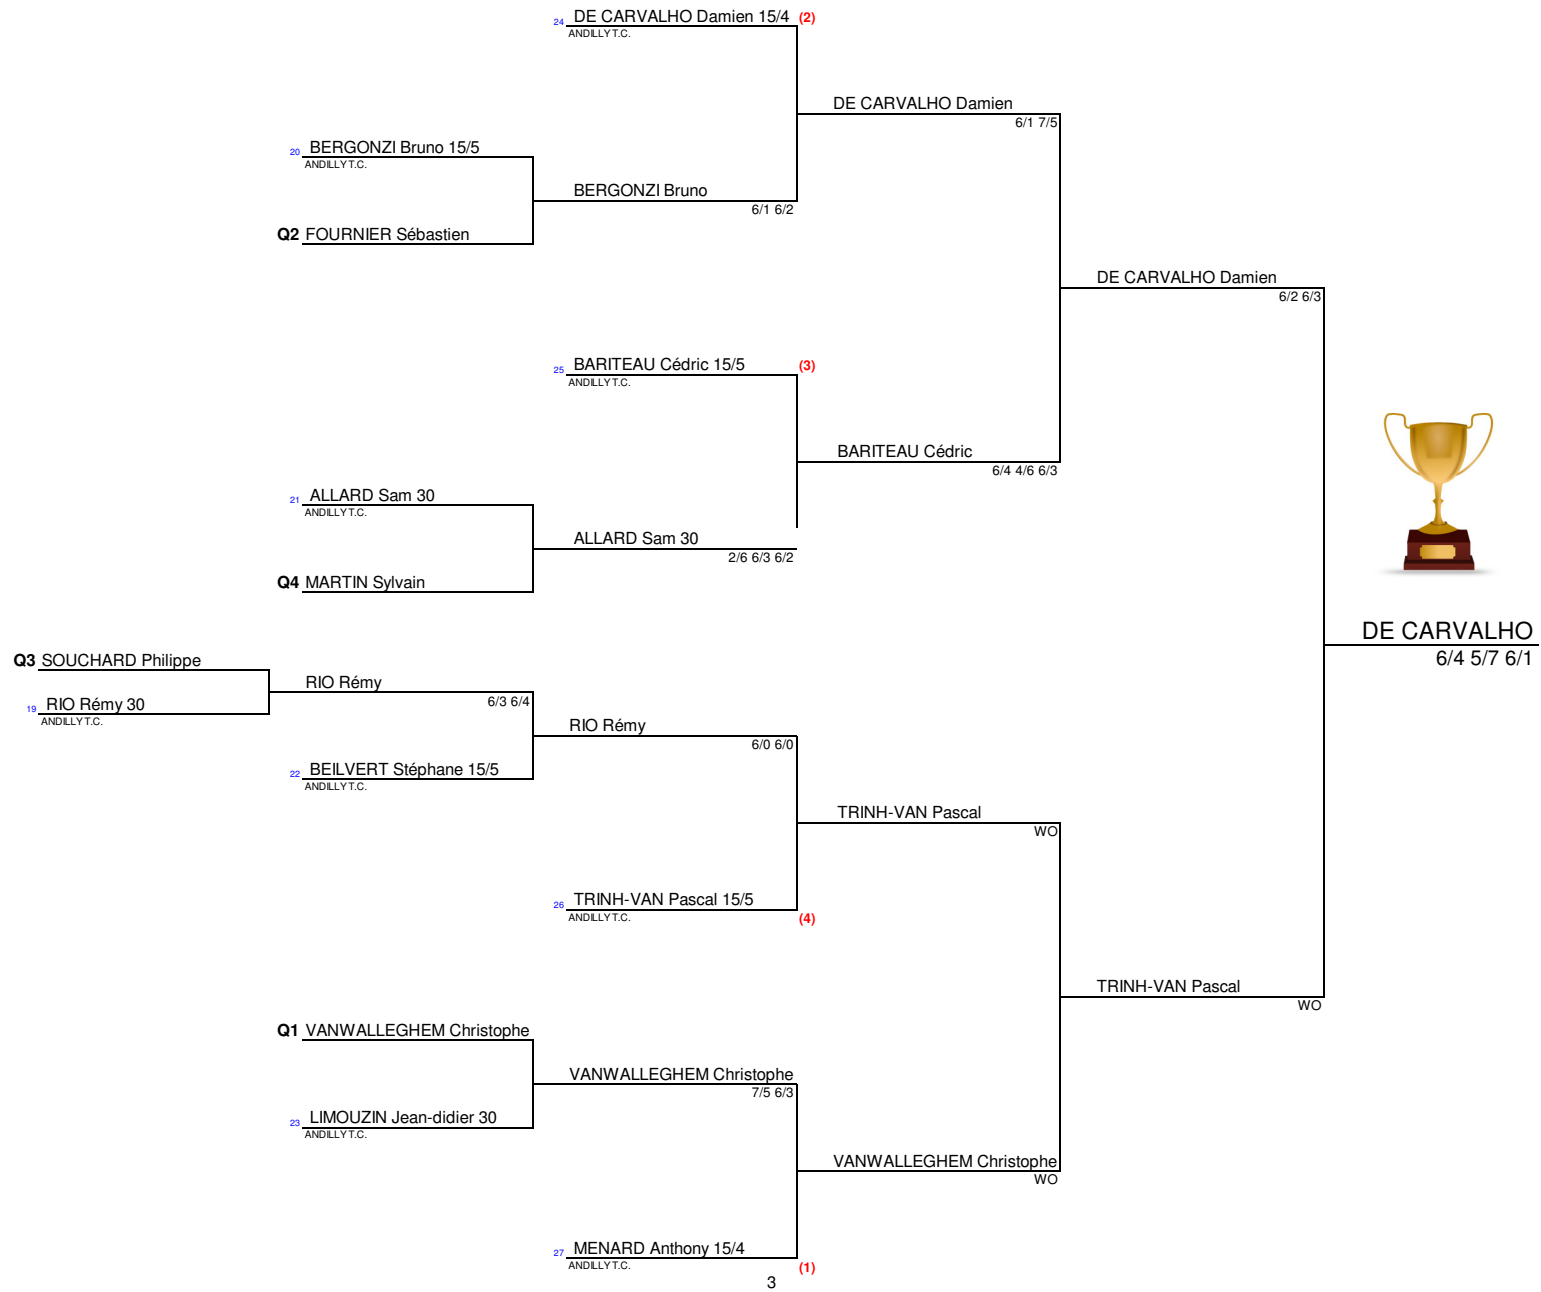 24 DE CARVALHO Damien 15/4 (2)
ANDILLY T.C.
DE CARVALHO Damien
6/1 7/5
20 BERGONZI Bruno 15/5
ANDILLY T.C.
BERGONZI Bruno
6/1 6/2
Q2 FOURNIER Sébastien
DE CARVALHO Damien
6/2 6/3
25 BARITEAU Cédric 15/5 (3)
ANDILLY T.C.
BARITEAU Cédric
6/4 4/6 6/3
21 ALLARD Sam 30
ANDILLY T.C.
ALLARD Sam 30
2/6 6/3 6/2
Q4 MARTIN Sylvain
DE CARVALHO
6/4 5/7 6/1
Q3 SOUCHARD Philippe
RIO Rémy
6/3 6/4
19 RIO Rémy 30
ANDILLY T.C.
RIO Rémy
6/0 6/0
22 BEILVERT Stéphane 15/5
ANDILLY T.C.
TRINH-VAN Pascal
WO
26 TRINH-VAN Pascal 15/5
ANDILLY T.C. (4)
TRINH-VAN Pascal
WO
Q1 VANWALLEGHEM Christophe
VANWALLEGHEM Christophe
7/5 6/3
23 LIMOUZIN Jean-didier 30
ANDILLY T.C.
VANWALLEGHEM Christophe
WO
27 MENARD Anthony 15/4
ANDILLY T.C. (1)
3